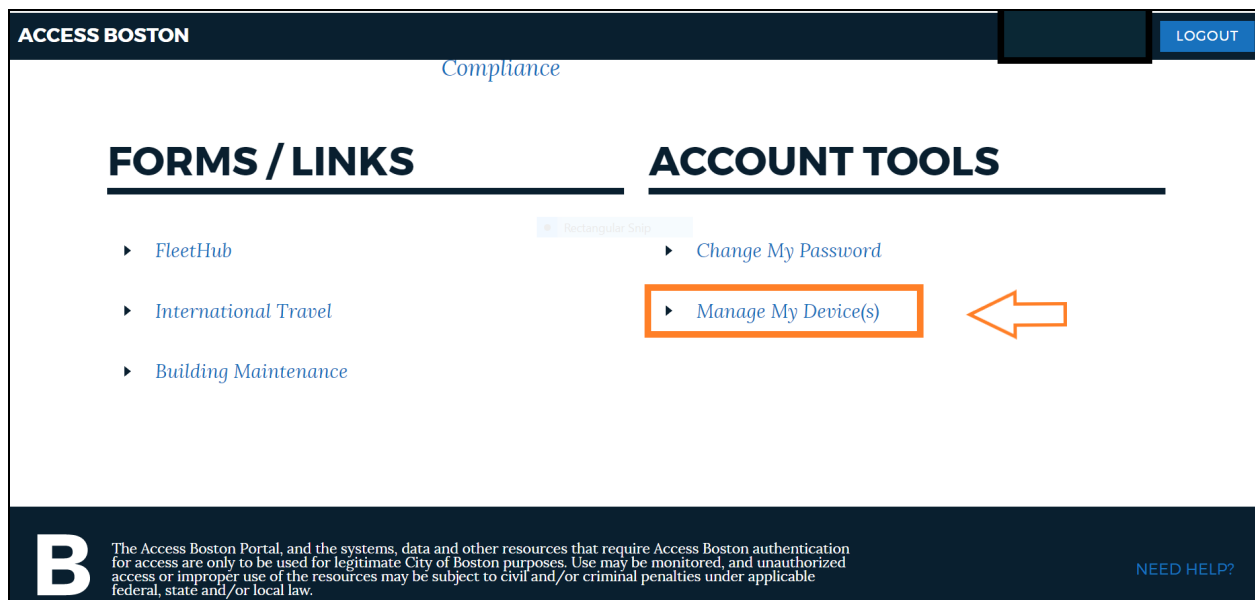 ACCESS BOSTON
LOGOUT
Compliance
FORMS / LINKS
FleetHub
International Travel
Building Maintenance
ACCOUNT TOOLS
Rectangular Snip
Change My Password
Manage My Device(s)
B
The Access Boston Portal, and the systems, data and other resources that require Access Boston authentication
for access are only to be used for legitimate City of Boston purposes. Use may be monitored, and unauthorized
access or improper use of the resources may be subject to civil and/or criminal penalties under applicable
federal, state and/or local law.
NEED HELP?